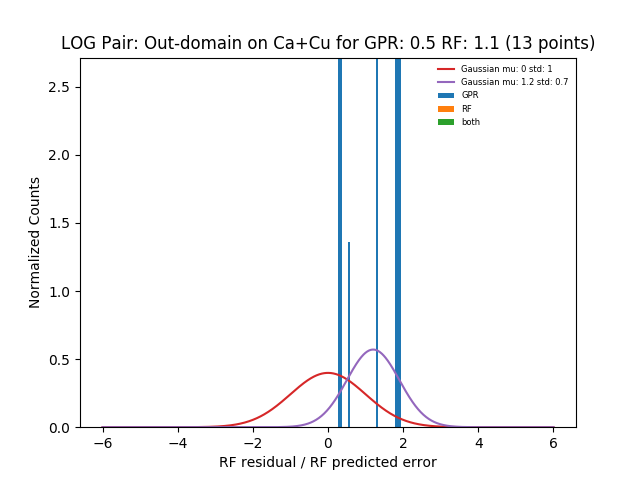 LOG Pair: Out-domain on Ca+Cu for GPR: 0.5 RF: 1.1 (13 points)
Gaussian mu: 0 std: 1
Gaussian mu: 1.2 std: 0.7
GPR
RF
both
Normalized Counts
2.5
2.0
1.5
1.0
0.5
0.0
−6
−4
−2
0
2
4
6
RF residual / RF predicted error